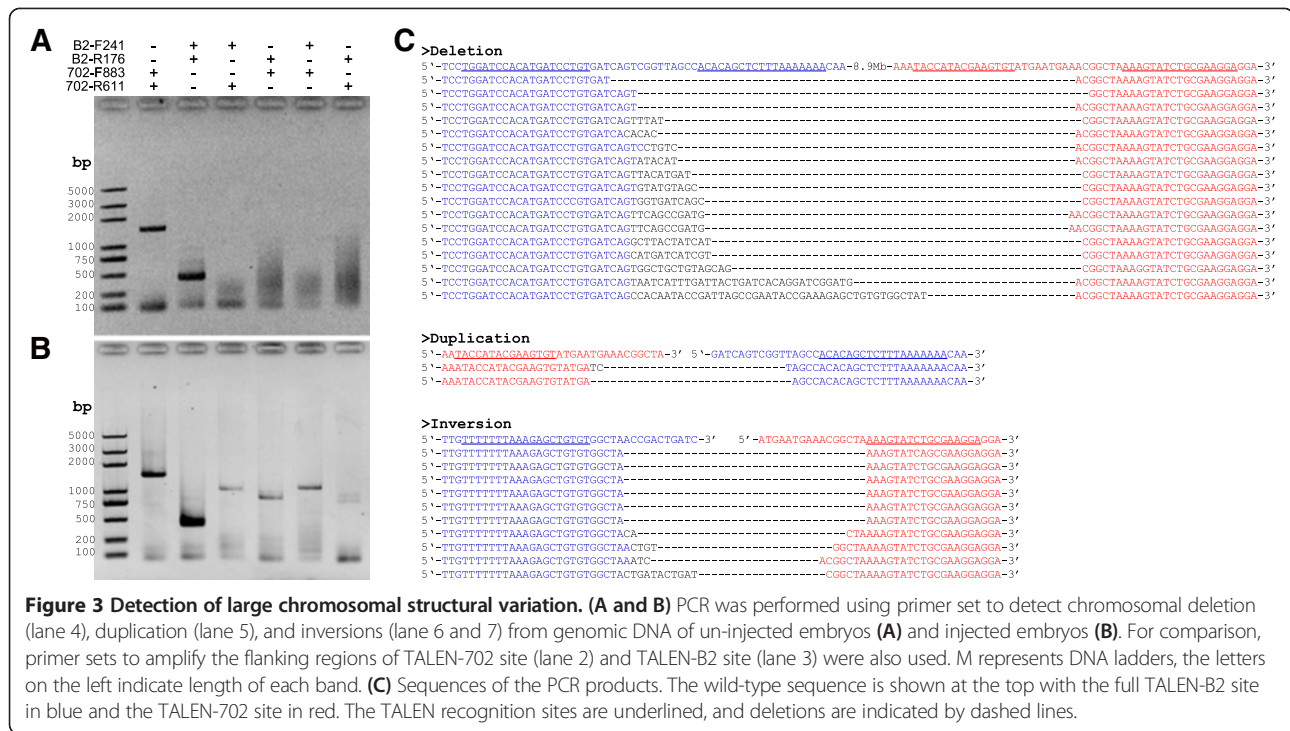 A
B2-F241 - + + - + -
B2-R176 - + - + - +
702-F883 + - - + + -
702-R611 + - + - - +
bp
5000
3000
2000
1000
750
500
200
100
B
bp
5000
3000
2000
1000
750
500
200
100
C
>Deletion
5'-TCCTGGATCCACATGATCCTGTGATCAGTCGGTTAGCCACACAGCTCTTTAAAAAAACAA-8.9Mb-AAATACCATACGAAGTGTATGAATGAAACGGCTAAAAGTATCTGCGAAGGAGGA-3'
5'-TCCTGGATCCACATGATCCTGTGAT---ACGGCTAAAAGTATCTGCGAAGGAGGA-3'
5'-TCCTGGATCCACATGATCCTGTGATCAGT---GGCTAAAAGTATCTGCGAAGGAGGA-3'
5'-TCCTGGATCCACATGATCCTGTGATCAGT---ACGGCTAAAAGTATCTGCGAAGGAGGA-3'
5'-TCCTGGATCCACATGATCCTGTGATCAGTTTAT---CGGCTAAAAGTATCTGCGAAGGAGGA-3'
5'-TCCTGGATCCACATGATCCTGTGATCACACAC---ACGGCTAAAAGTATCTGCGAAGGAGGA-3'
5'-TCCTGGATCCACATGATCCTGTGATCAGTCCTGTC---ACGGCTAAAAGTATCTGCGAAGGAGGA-3'
5'-TCCTGGATCCACATGATCCTGTGATCAGTATACAT---ACGGCTAAAAGTATCTGCGAAGGAGGA-3'
5'-TCCTGGATCCACATGATCCTGTGATCAGTTACATGAT---CGGCTAAAAGTATCTGCGAAGGAGGA-3'
5'-TCCTGGATCCACATGATCCTGTGATCAGTGTATGTAGC---CGGCTAAAAGTATCTGCGAAGGAGGA-3'
5'-TCCTGGATCCACATGATCCCGTGATCAGTGGTGATCAGC---CGGCTAAAAGTATCTGCGAAGGAGGA-3'
5'-TCCTGGATCCACATGATCCTGTGATCAGTTCAGCCGATG---AACGGCTAAAAGTATCTGCGAAGGAGGA-3'
5'-TCCTGGATCCACATGATCCTGTGATCAGTTCAGCCGATG---AACGGCTAAAAGTATCTGCGAAGGAGGA-3'
5'-TCCTGGATCCACATGATCCTGTGATCAGGCTTACTATCAT---CGGCTAAAAGTATCTGCGAAGGAGGA-3'
5'-TCCTGGATCCACATGATCCTGTGATCAGCATGATCATCGT---CGGCTAAAAGTATCTGCGAAGGAGGA-3'
5'-TCCTGGATCCACATGATCCTGTGATCAGTGGCTGCTGTAGCAG---CGGCTAAAAGGTATCTGCGAAGGAGGA-3'
5'-TCCTGGATCCACATGATCCTGTGATCAGTAATCATTTGATTACTGATCACAGGATCGGATG---ACGGCTAAAAGTATCTGCGAAGGAGGA-3'
5'-TCCTGGATCCACATGATCCTGTGATCAGCCACAATACCGATTAGCCGAATACCGAAAGAGCTGTGTGGCTAT---ACGGCTAAAAGTATCTGCGAAGGAGGA-3'
>Duplication
5'-AATACCATACGAAGTGTATGAATGAAACGGCTA-3' 5'-GATCAGTCGGTTAGCCACACAGCTCTTTAAAAAAACAA-3'
5'-AAATACCATACGAAGTGTATGATC---TAGCCACACAGCTCTTTAAAAAAACAA-3'
5'-AAATACCATACGAAGTGTATGA---AGCCACACAGCTCTTTAAAAAAACAA-3'
>Inversion
5'-TTGTTTTTTTAAAGAGCTGTGTGGCTAACCGACTGATC-3' 5'-ATGAATGAAACGGCTAAAAGTATCTGCGAAGGAGGA-3'
5'-TTGTTTTTTTAAAGAGCTGTGTGGCTA---AAAGTATCAGCGAAGGAGGA-3'
5'-TTGTTTTTTTAAAGAGCTGTGTGGCTA---AAAGTATCTGCGAAGGAGGA-3'
5'-TTGTTTTTTTAAAGAGCTGTGTGGCTA---AAAGTATCTGCGAAGGAGGA-3'
5'-TTGTTTTTTTAAAGAGCTGTGTGGCTA---AAAGTATCTGCGAAGGAGGA-3'
5'-TTGTTTTTTTAAAGAGCTGTGTGGCTA---AAAGTATCTGCGAAGGAGGA-3'
5'-TTGTTTTTTTAAAGAGCTGTGTGGCTA---AAAGTATCTGCGAAGGAGGA-3'
5'-TTGTTTTTTTAAAGAGCTGTGTGGCTACA---CTAAAAGTATCTGCGAAGGAGGA-3'
5'-TTGTTTTTTTAAAGAGCTGTGTGGCTAACTGT---GGCTAAAAGTATCTGCGAAGGAGGA-3'
5'-TTGTTTTTTTAAAGAGCTGTGTGGCTAAATC---ACGGCTAAAAGTATCTGCGAAGGAGGA-3'
5'-TTGTTTTTTTAAAGAGCTGTGTGGCTACTGATACTGAT---CGGCTAAAAGTATCTGCGAAGGAGGA-3'
Figure 3 Detection of large chromosomal structural variation. (A and B) PCR was performed using primer set to detect chromosomal deletion
(lane 4), duplication (lane 5), and inversions (lane 6 and 7) from genomic DNA of un-injected embryos (A) and injected embryos (B). For comparison,
primer sets to amplify the flanking regions of TALEN-702 site (lane 2) and TALEN-B2 site (lane 3) were also used. M represents DNA ladders, the letters
on the left indicate length of each band. (C) Sequences of the PCR products. The wild-type sequence is shown at the top with the full TALEN-B2 site
in blue and the TALEN-702 site in red. The TALEN recognition sites are underlined, and deletions are indicated by dashed lines.